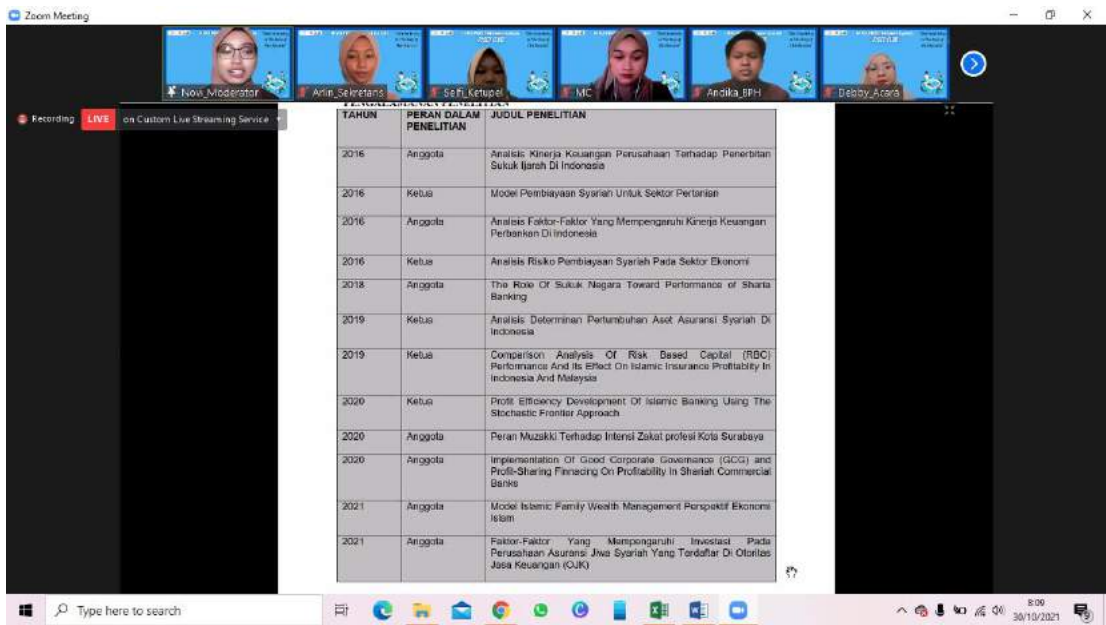 Zoom Meeting
Novi_Moderator
Arlin_Sekretaris
Selfi_Ketupel
MC
Andika_BPH
Debby_Acara
Recording LIVE on Custom Live Streaming Service
PENGALAMANAN PENELITIAN
TAHUN PERAN DALAM JUDUL PENELITIAN
PENELITIAN
2016 Anggota Analisis Kinerja Keuangan Perusahaan Terhadap Penerbitan
Sukuk Ijarah Di Indonesia
2016 Ketua Model Pembiayaan Syariah Untuk Sektor Pertanian
2016 Anggota Analisis Faktor-Faktor Yang Mempengaruhi Kinerja Keuangan
Perbankan Di Indonesia
2016 Ketua Analisis Risiko Pembiayaan Syariah Pada Sektor Ekonomi
2018 Anggota The Role Of Sukuk Negara Toward Performance of Sharia
Banking
2019 Ketua Analisis Determinan Pertumbuhan Aset Asuransi Syariah Di
Indonesia
2019 Ketua Comparison Analysis Of Risk Based Capital (RBC)
Performance And Its Effect On Islamic Insurance Profitablity In
Indonesia And Malaysia
2020 Ketua Profit Efficiency Development Of Islamic Banking Using The
Stochastic Frontier Approach
2020 Anggota Peran Muzakki Terhadap Intensi Zakat profesi Kota Surabaya
2020 Anggota Implementation Of Good Corporate Governance (GCG) and
Profit-Sharing Finnacing On Profitability In Shariah Commercial
Banks
2021 Anggota Model Islamic Family Wealth Management Perspektif Ekonomi
Islam
2021 Anggota Faktor-Faktor Yang Mempengaruhi Investasi Pada
Perusahaan Asuransi Jiwa Syariah Yang Terdaftar Di Otoritas
Jasa Keuangan (OJK)
Type here to search
8:09
30/10/2021